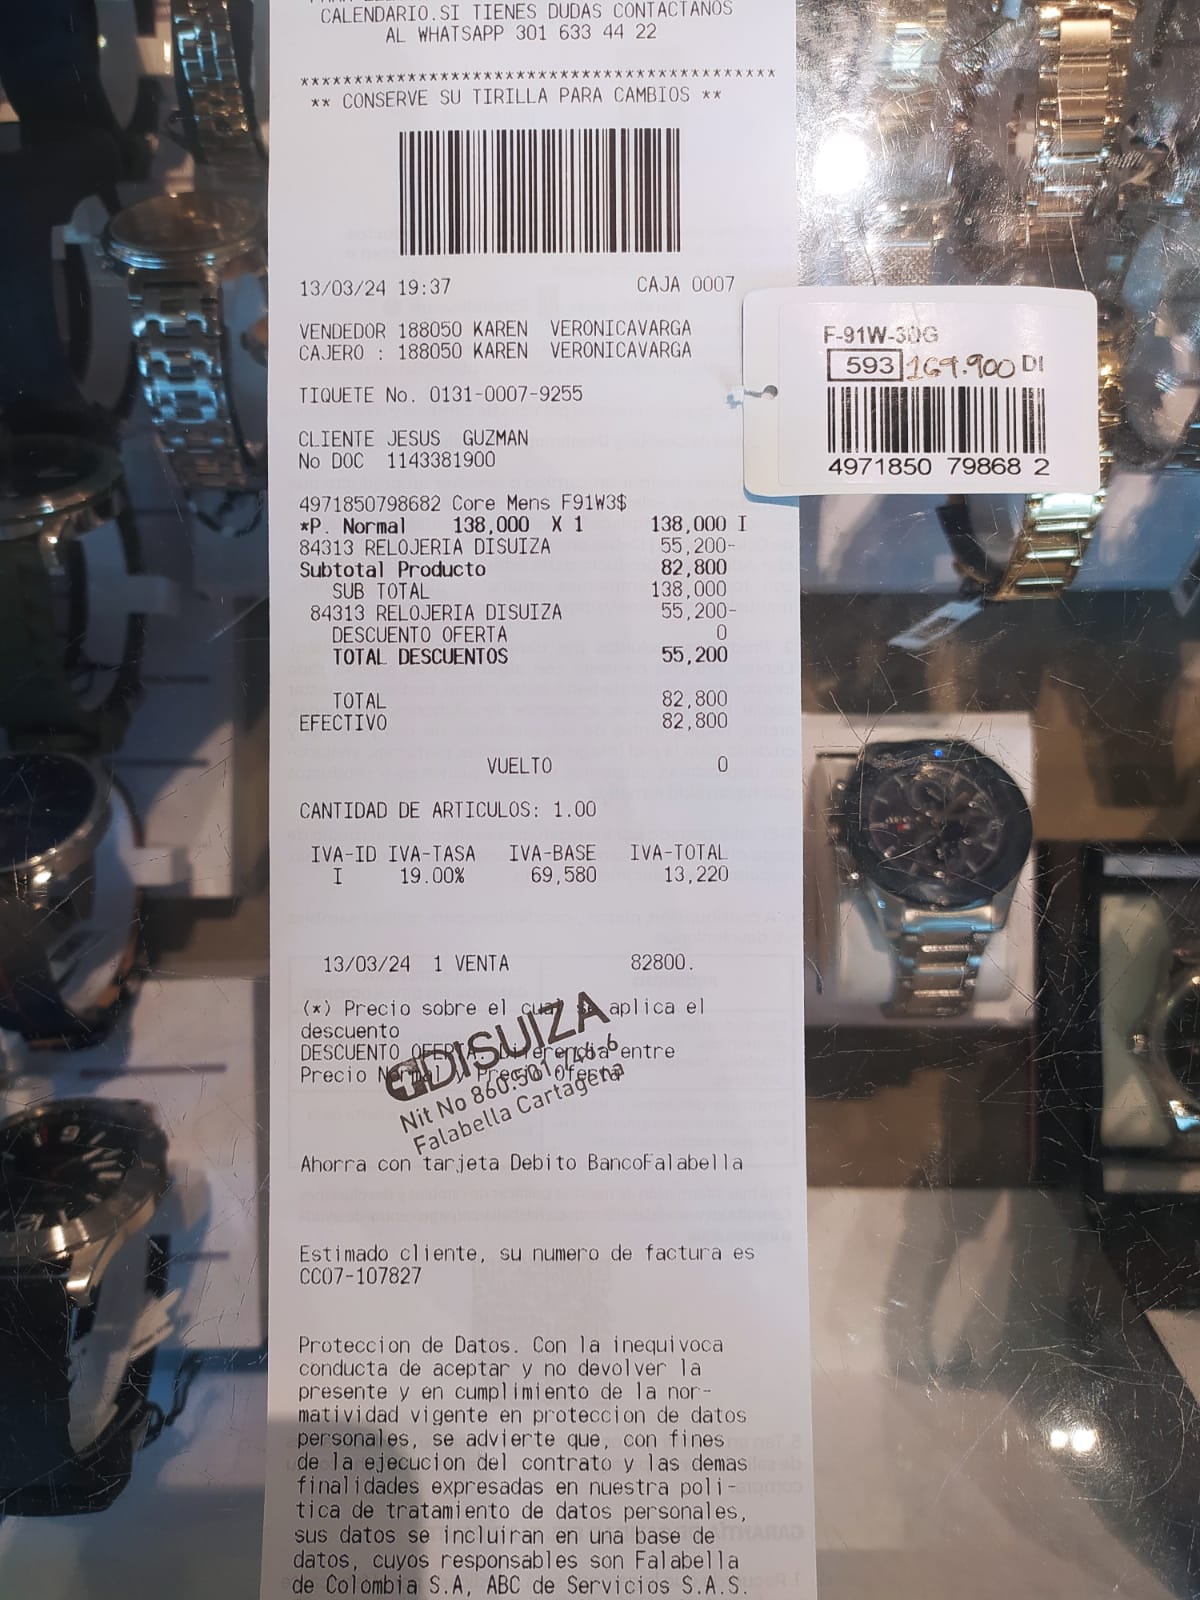 CALENDARIO.SI TIENES DUDAS CONTACTANOS
AL WHATSAPP 301 633 44 22
*******************************************
** CONSERVE SU TIRILLA PARA CAMBIOS **
13/03/24 19:37 CAJA 0007
VENDEDOR 188050 KAREN VERONICAVARGA
CAJERO : 188050 KAREN VERONICAVARGA
TIQUETE No. 0131-0007-9255
CLIENTE JESUS GUZMAN
No DOC 1143381900
4971850798682 Core Mens F91W3$
*P. Normal 138,000 X 1 138,000 I
84313 RELOJERIA DISUIZA 55,200-
Subtotal Producto 82,800
SUB TOTAL 138,000
84313 RELOJERIA DISUIZA 55,200-
DESCUENTO OFERTA 0
TOTAL DESCUENTOS 55,200
TOTAL 82,800
EFECTIVO 82,800
VUELTO 0
CANTIDAD DE ARTICULOS: 1.00
IVA-ID IVA-TASA IVA-BASE IVA-TOTAL
I 19.00% 69,580 13,220
13/03/24 1 VENTA 82800.
(*) Precio sobre el cual se aplica el
descuento
DESCUENTO OFERTA: Diferencia entre
Precio Normal y Precio Oferta
DISUIZA
Nit No 860.501.145-6
Falabella Cartagena
Ahorra con tarjeta Debito BancoFalabella
Estimado cliente, su numero de factura es
CC07-107827
Proteccion de Datos. Con la inequivoca
conducta de aceptar y no devolver la
presente y en cumplimiento de la nor-
matividad vigente en proteccion de datos
personales, se advierte que, con fines
de la ejecucion del contrato y las demas
finalidades expresadas en nuestra poli-
tica de tratamiento de datos personales,
sus datos se incluiran en una base de
datos, cuyos responsables son Falabella
de Colombia S.A, ABC de Servicios S.A.S.
F-91W-3DG
593 169.900 DI
4971850 79868 2